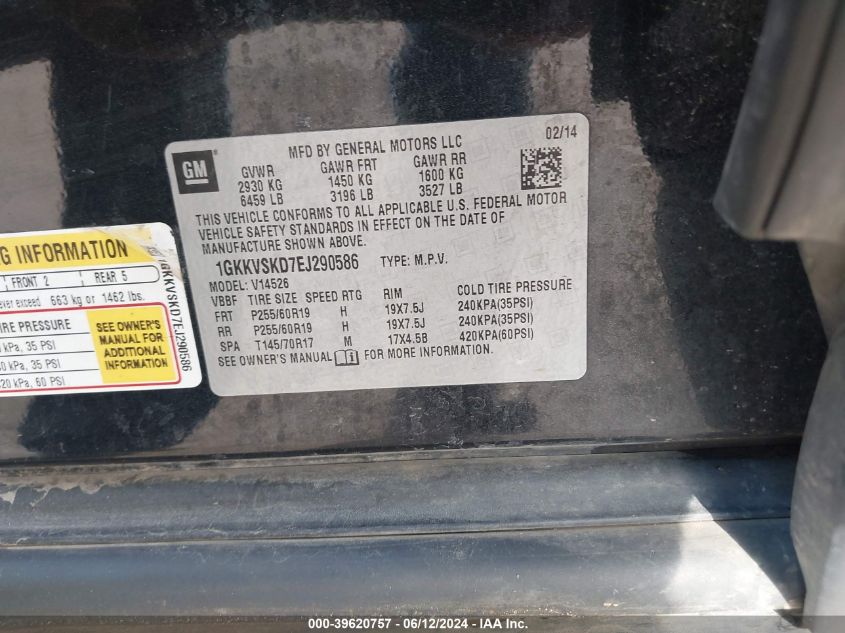 GM
MFD BY GENERAL MOTORS LLC
02/14
GVWR GAWR FRT GAWR RR
2930 KG 1450 KG 1600 KG
6459 LB 3196 LB 3527 LB
THIS VEHICLE CONFORMS TO ALL APPLICABLE U.S. FEDERAL MOTOR
VEHICLE SAFETY STANDARDS IN EFFECT ON THE DATE OF
MANUFACTURE SHOWN ABOVE.
1GKKVSKD7EJ290586 TYPE: M.P.V.
MODEL: V14526
VBBF TIRE SIZE SPEED RTG RIM COLD TIRE PRESSURE
FRT P255/60R19 H 19X7.5J 240KPA(35PSI)
RR P255/60R19 H 19X7.5J 240KPA(35PSI)
SPA T145/70R17 M 17X4.5B 420KPA(60PSI)
SEE OWNER'S MANUAL i FOR MORE INFORMATION.
G INFORMATION
FRONT 2 REAR 5
ever exceed 663 kg or 1462 lbs.
IRE PRESSURE
kPa, 35 PSI
0 kPa, 35 PSI
20 kPa, 60 PSI
SEE OWNER'S
MANUAL FOR
ADDITIONAL
INFORMATION
1GKKVSKD7EJ290586
000-39620757 - 06/12/2024 - IAA Inc.